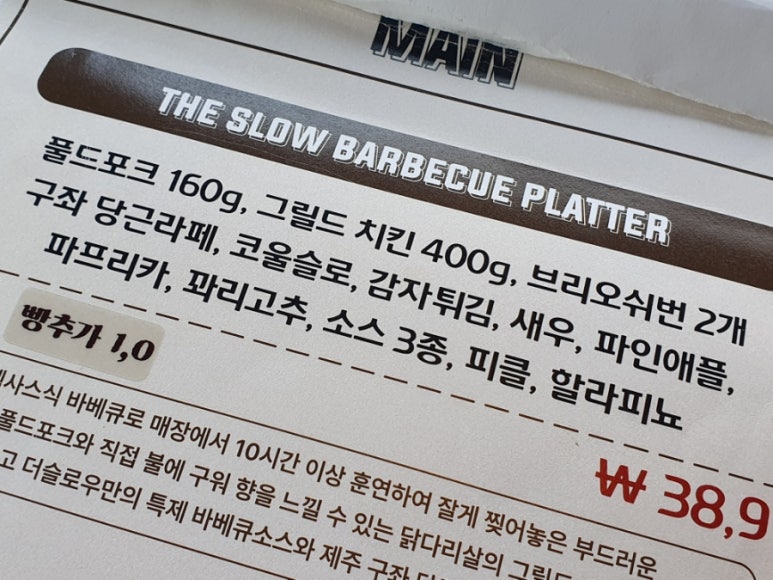 MAIN
THE SLOW BARBECUE PLATTER
풀드포크 160g, 그릴드 치킨 400g, 브리오쉬번 2개
구좌 당근라페, 코울슬로, 감자튀김, 새우, 파인애플,
파프리카, 꽈리고추, 소스 3종, 피클, 할라피뇨
빵추가 1,0
₩ 38,9
사스식 바베큐로 매장에서 10시간 이상 훈연하여 잘게 찢어놓은 부드러운
풀드포크와 직접 불에 구워 향을 느낄 수 있는 닭다리살의 그릴드
고 더슬로우만의 특제 바베큐소스와 제주 구좌